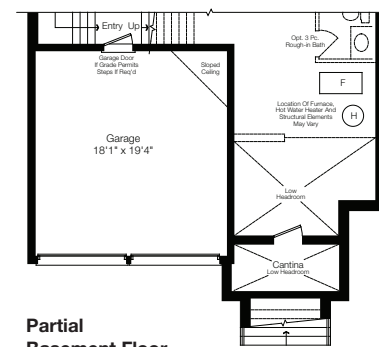 Entry Up
Opt. 3 Pc.
Rough-in Bath
Garage Door
If Grade Permits
Steps If Req'd
Sloped
Ceiling
F
Location Of Furnace,
Hot Water Heater And
Structural Elements
May Vary
H
Garage
18'1" x 19'4"
Low
Headroom
Cantina
Low Headroom
Partial
Basement Floor